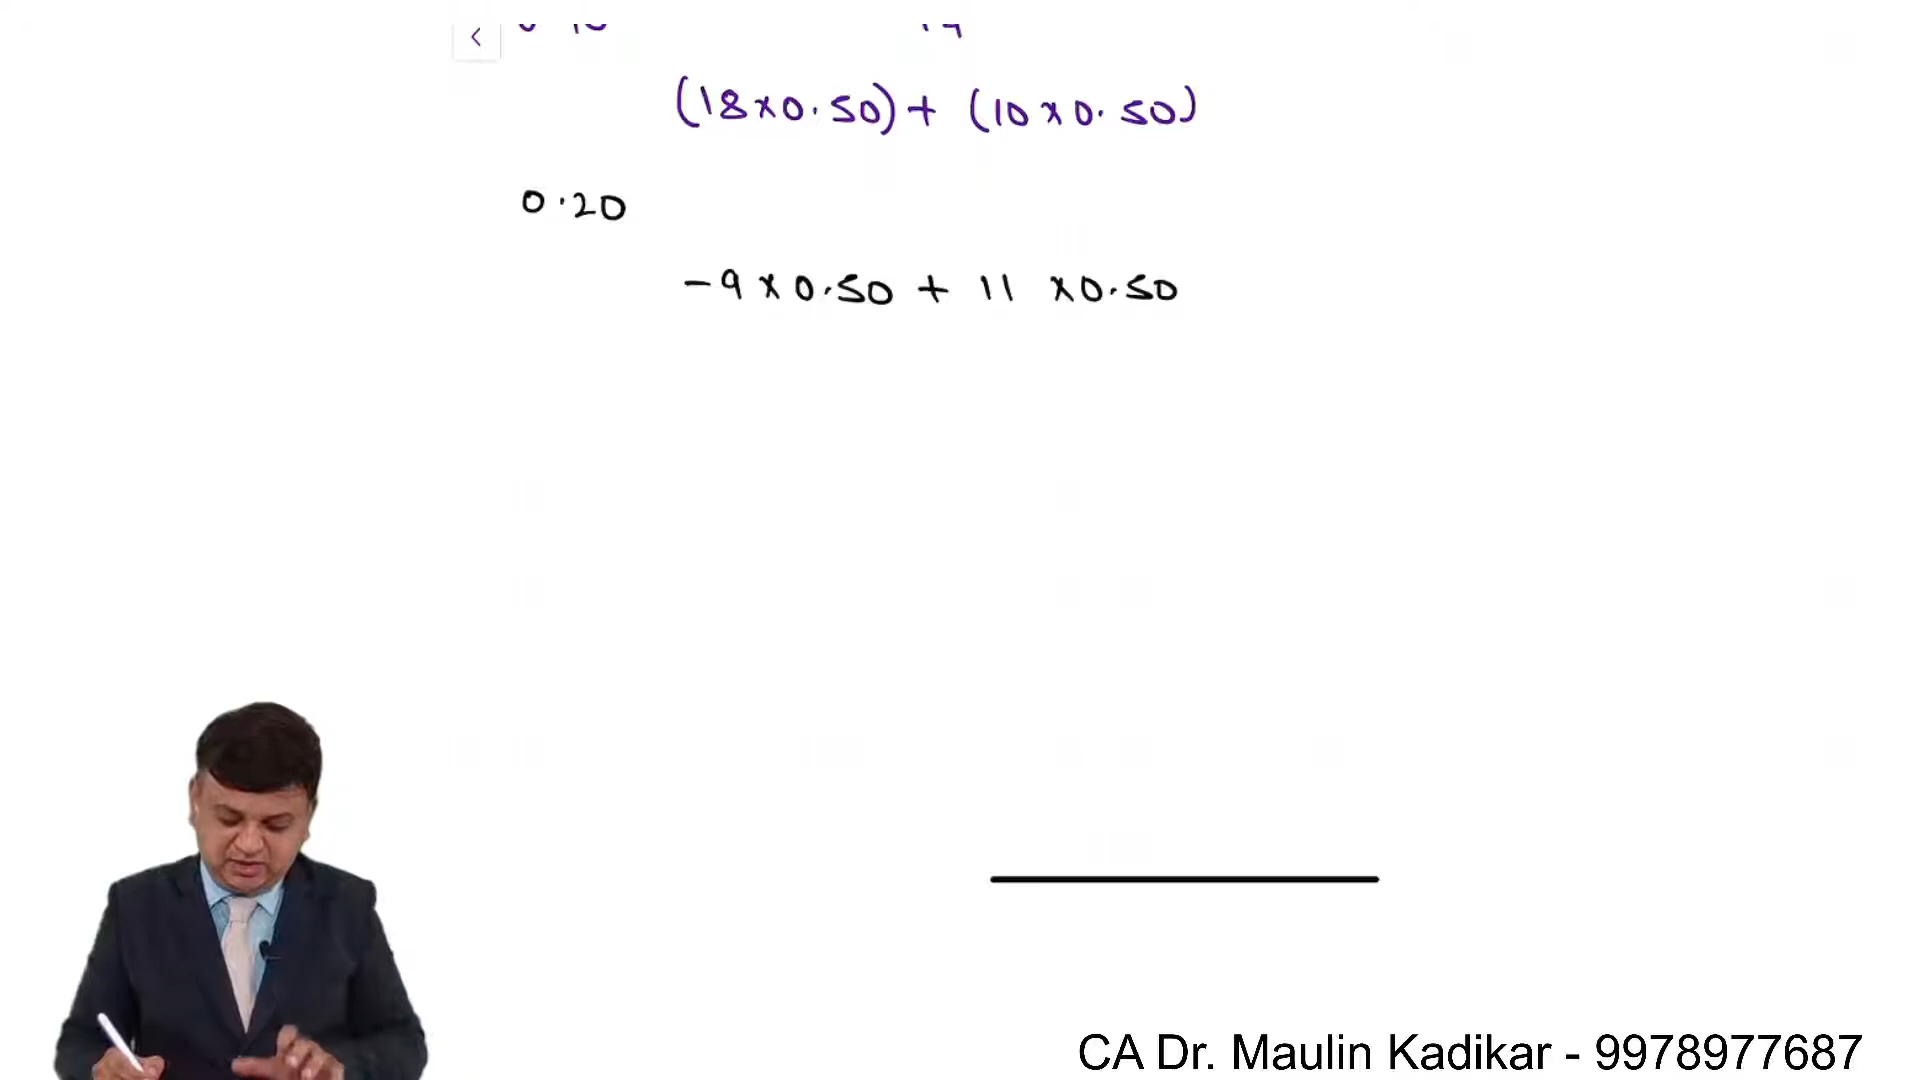 (18×0.50)+ (10×0.50)
0.20
-9×0.50 + 11 ×0.50
CA Dr. Maulin Kadikar - 9978977687